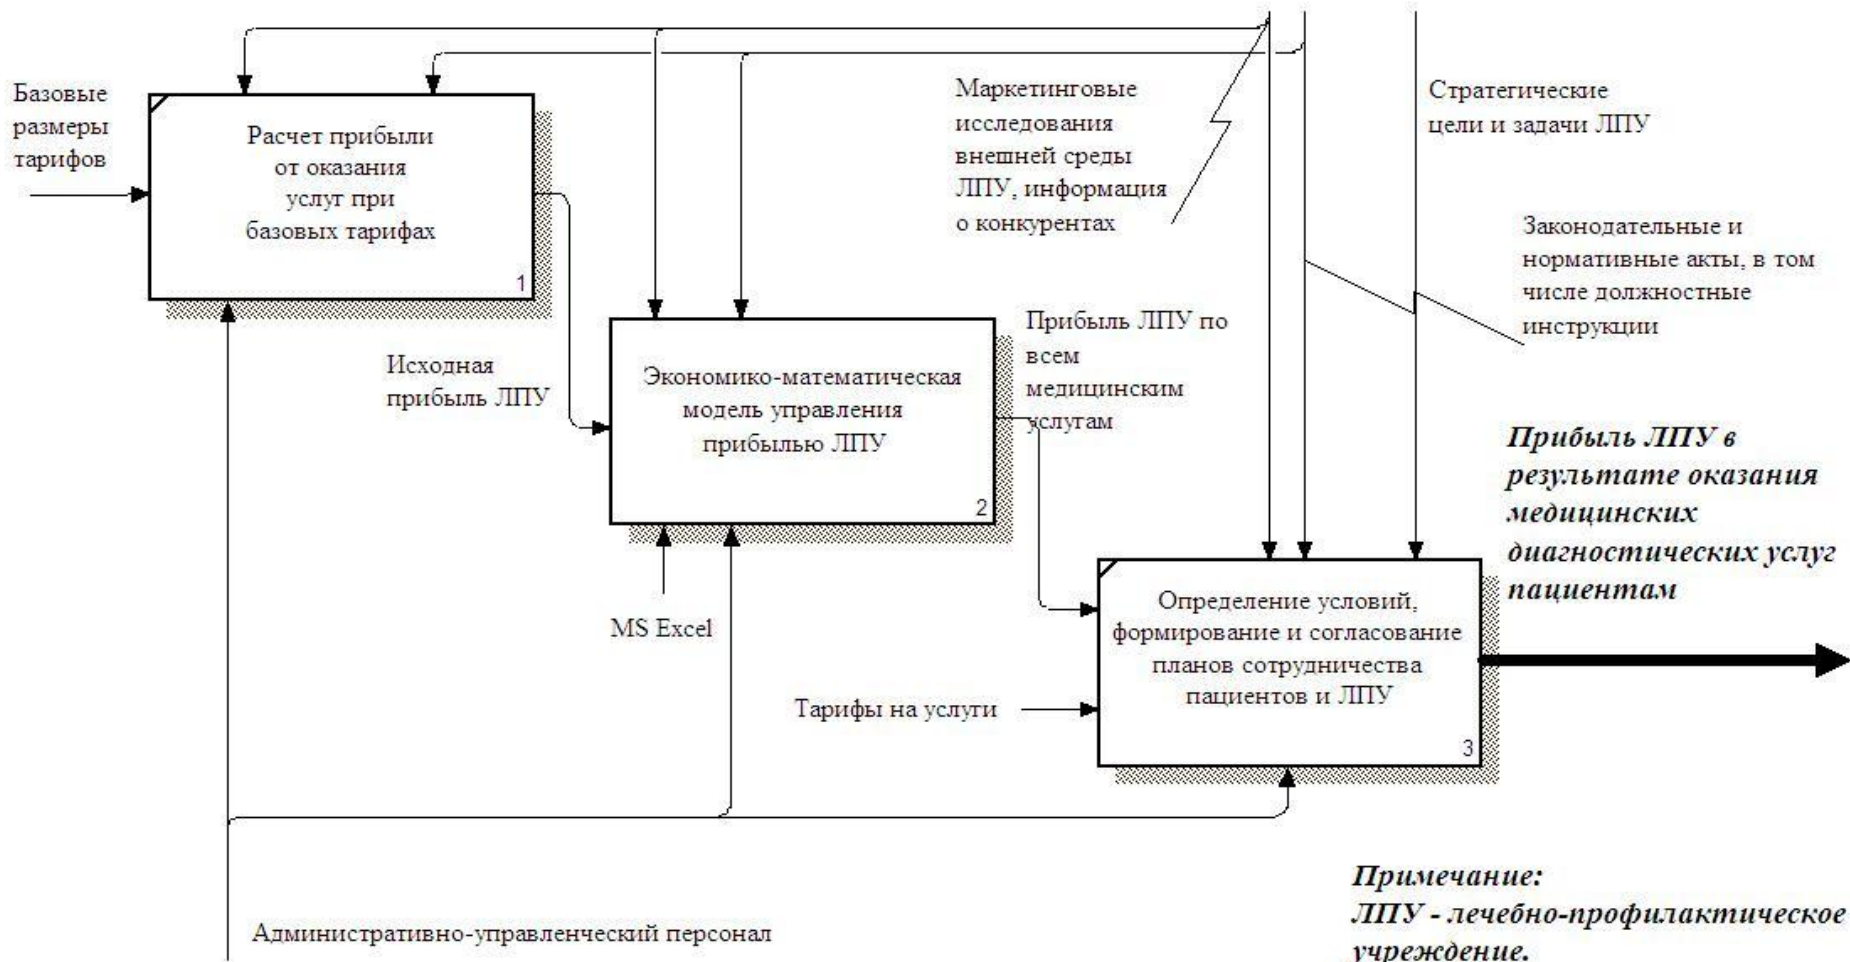 Базовые
размеры
тарифов
Расчет прибыли
от оказания
услуг при
базовых тарифах
1
Маркетинговые
исследования
внешней среды
ЛПУ, информация
о конкурентах
Стратегические
цели и задачи ЛПУ
Законодательные и
нормативные акты, в том
числе должностные
инструкции
Исходная
прибыль ЛПУ
Экономико-математическая
модель управления
прибылью ЛПУ
2
Прибыль ЛПУ по
всем
медицинским
услугам
MS Excel
Прибыль ЛПУ в
результате оказания
медицинских
диагностических услуг
пациентам
Определение условий,
формирование и согласование
планов сотрудничества
пациентов и ЛПУ
3
Тарифы на услуги
Административно-управленческий персонал
Примечание:
ЛПУ - лечебно-профилактическое
учреждение.